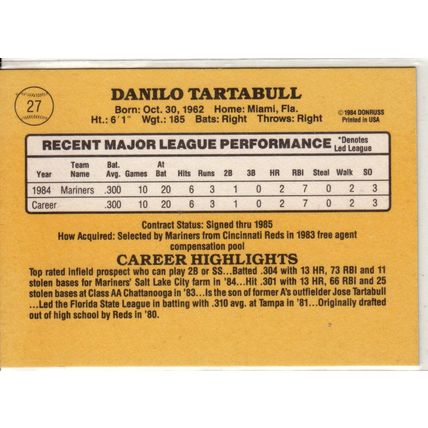 27
DANILO TARTABULL
©1984 DONRUSS
Printed in USA
Born: Oct. 30, 1962 Home: Miami, Fla.
Ht.: 6'1" Wgt.: 185 Bats: Right Throws: Right
RECENT MAJOR LEAGUE PERFORMANCE *Denotes Led League
Year Team Name Bat. Avg. Games At Bat Hits Runs 2B 3B HR RBI Steal Walk SO
1984 Mariners .300 10 20 6 3 1 0 2 7 0 2 3
Career .300 10 20 6 3 1 0 2 7 0 2 3
Contract Status: Signed thru 1985
How Acquired: Selected by Mariners from Cincinnati Reds in 1983 free agent
compensation pool
CAREER HIGHLIGHTS
Top rated infield prospect who can play 2B or SS...Batted .304 with 13 HR, 73 RBI and 11
stolen bases for Mariners' Salt Lake City farm in '84...Hit .301 with 13 HR, 66 RBI and 25
stolen bases at Class AA Chattanooga in '83...Is the son of former A's outfielder Jose Tartabull
...Led the Florida State League in batting with .310 avg. at Tampa in '81...Originally drafted
out of high school by Reds in '80.